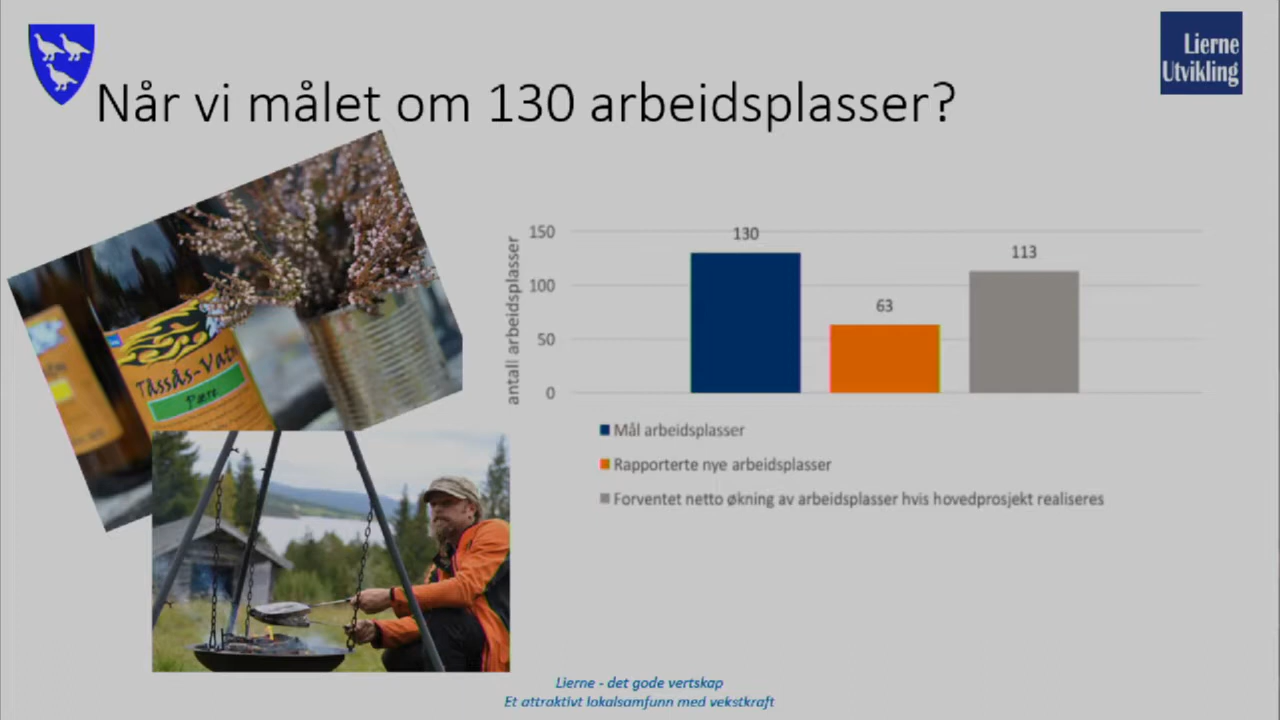 Lierne
Utvikling
Når vi målet om 130 arbeidsplasser?
Tåssås-Vatn
Pære
antall arbeidsplasser
150
100
50
0
130
63
113
Mål arbeidsplasser
Rapporterte nye arbeidsplasser
Forventet netto økning av arbeidsplasser hvis hovedprosjekt realiseres
Lierne - det gode vertskap
Et attraktivt lokalsamfunn med vekstkraft